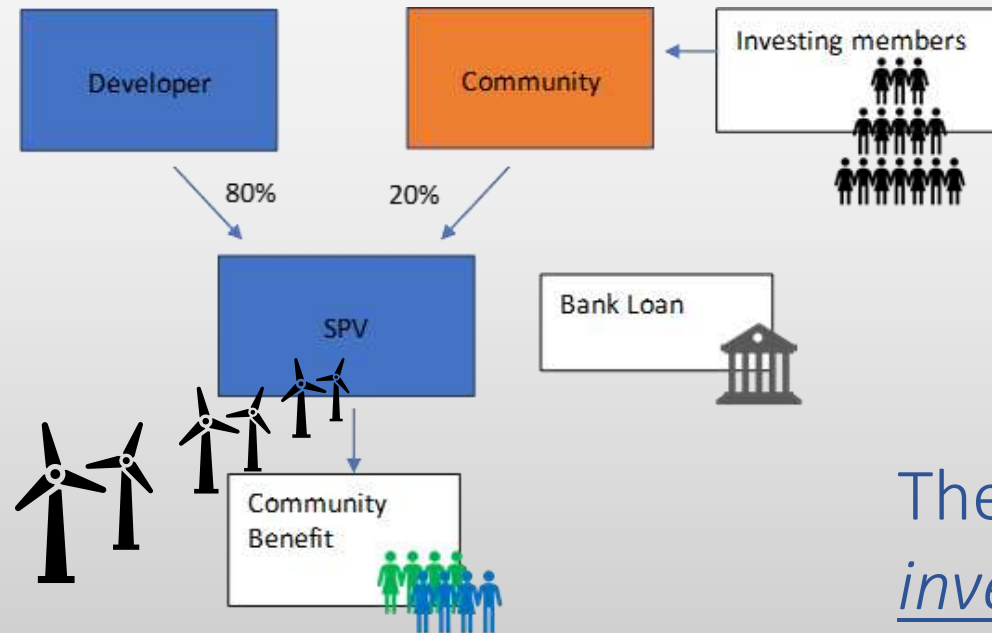 Developer
Community
Investing members
80%
20%
SPV
Bank Loan
Community
Benefit
The